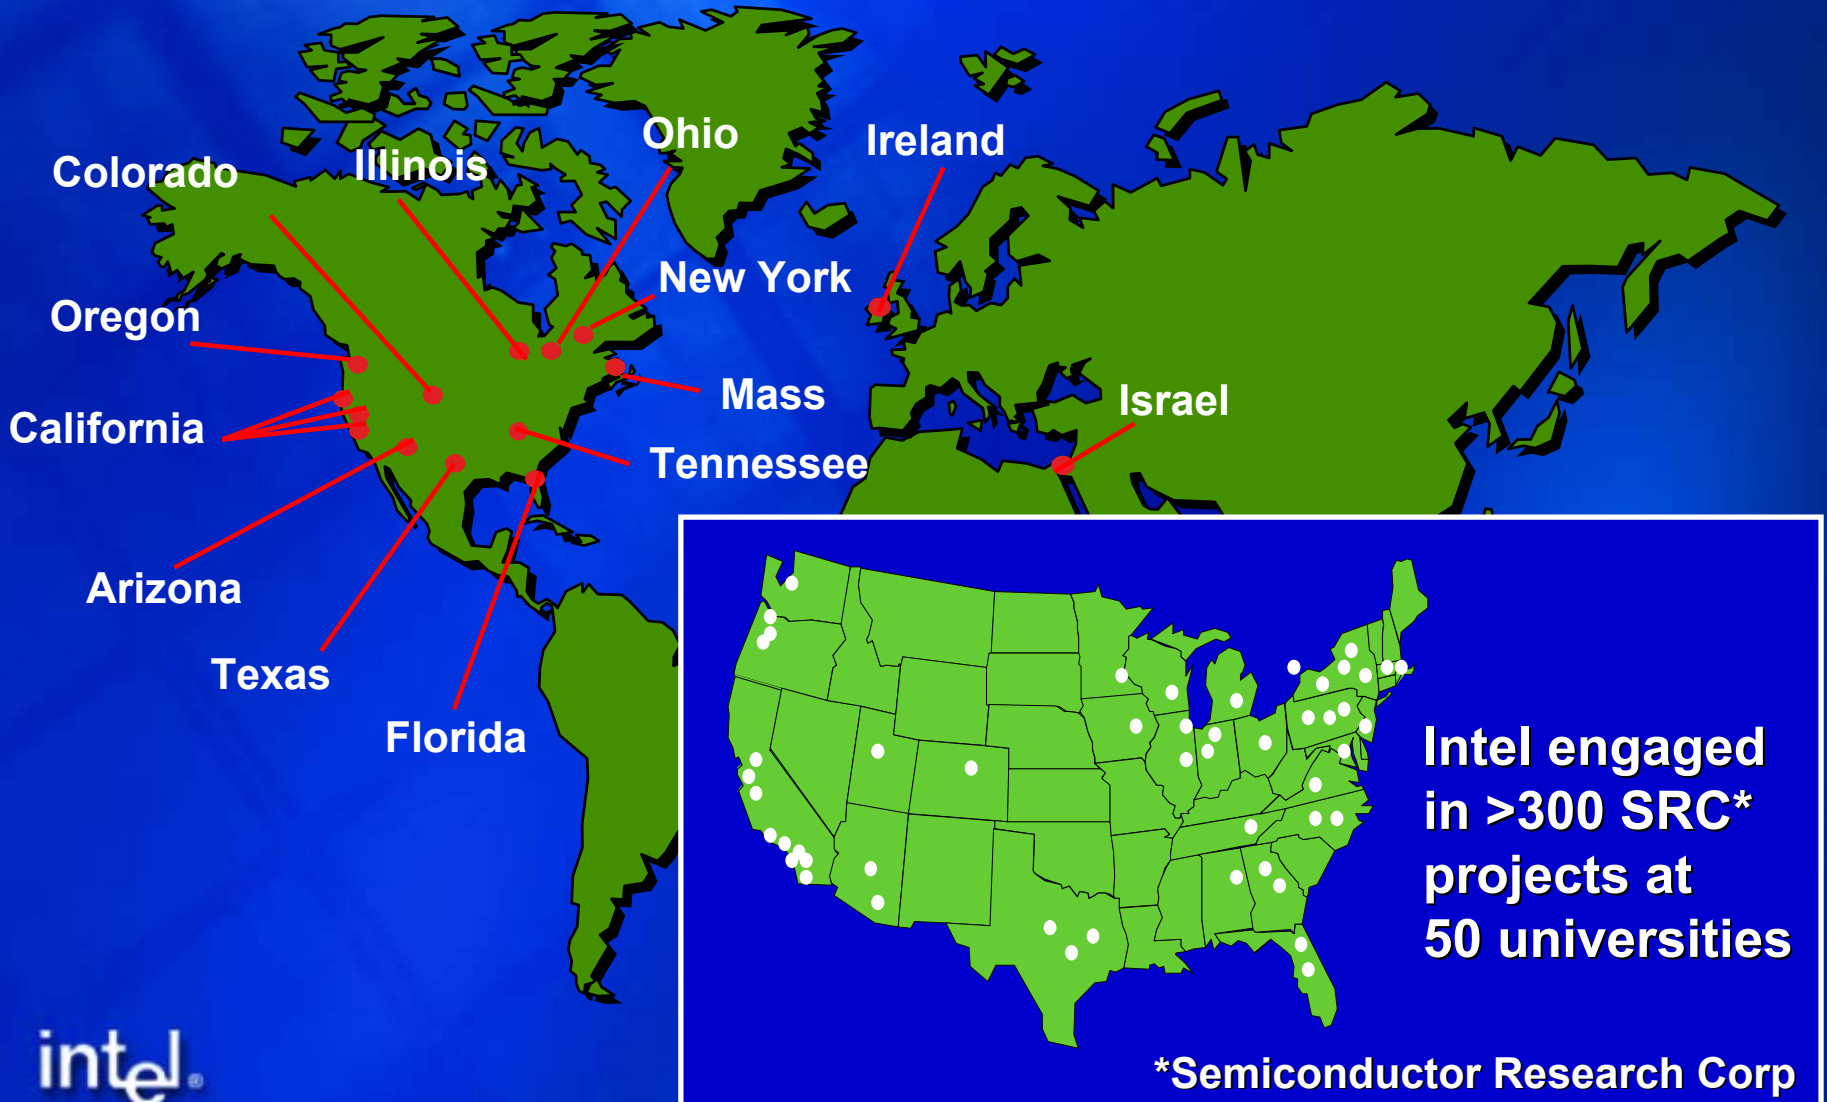 Ohio
Ireland
Colorado
Illinois
New York
Oregon
Mass
Israel
California
Tennessee
Arizona
Texas
Florida
Intel engaged
in >300 SRC*
projects at
50 universities
*Semiconductor Research Corp
intel®